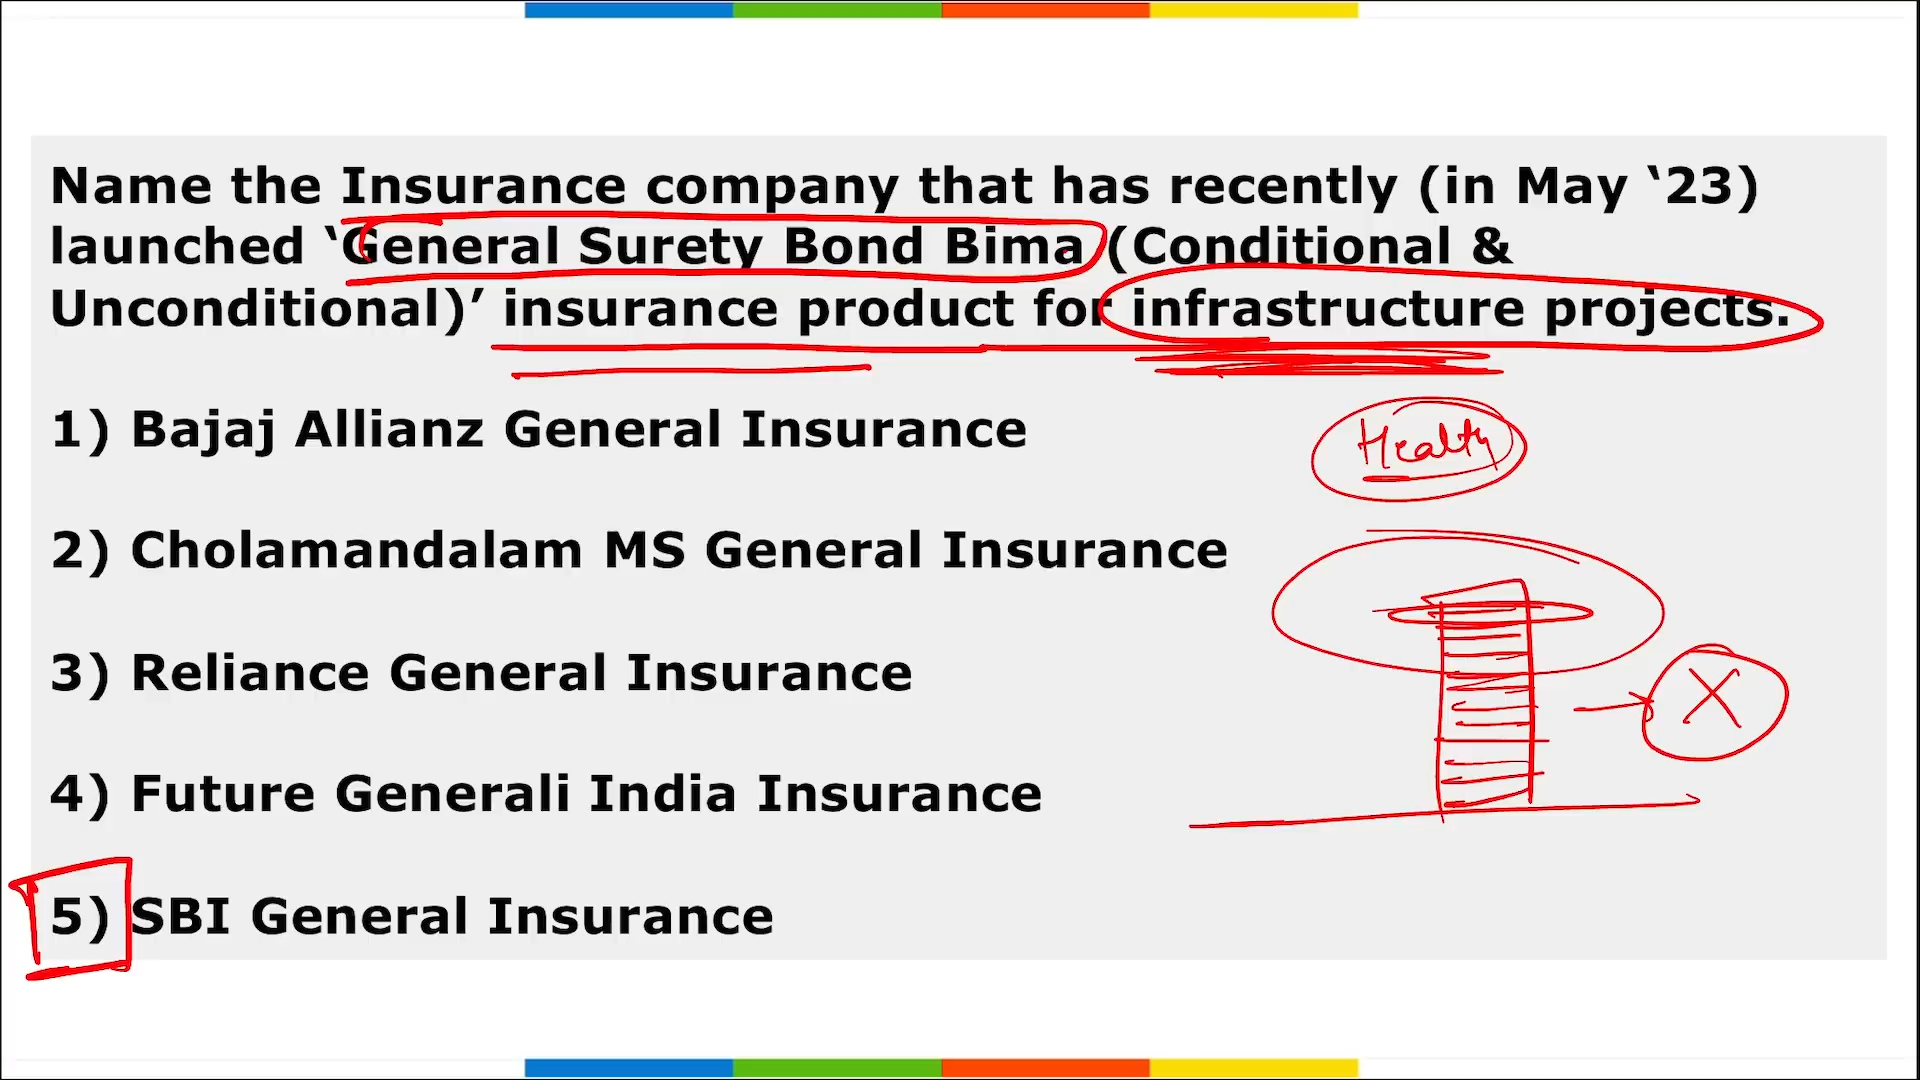 Name the Insurance company that has recently (in May ‘23)
launched ‘General Surety Bond Bima (Conditional &
Unconditional)’ insurance product for infrastructure projects.
1) Bajaj Allianz General Insurance
Health
2) Cholamandalam MS General Insurance
3) Reliance General Insurance
X
4) Future Generali India Insurance
5) SBI General Insurance